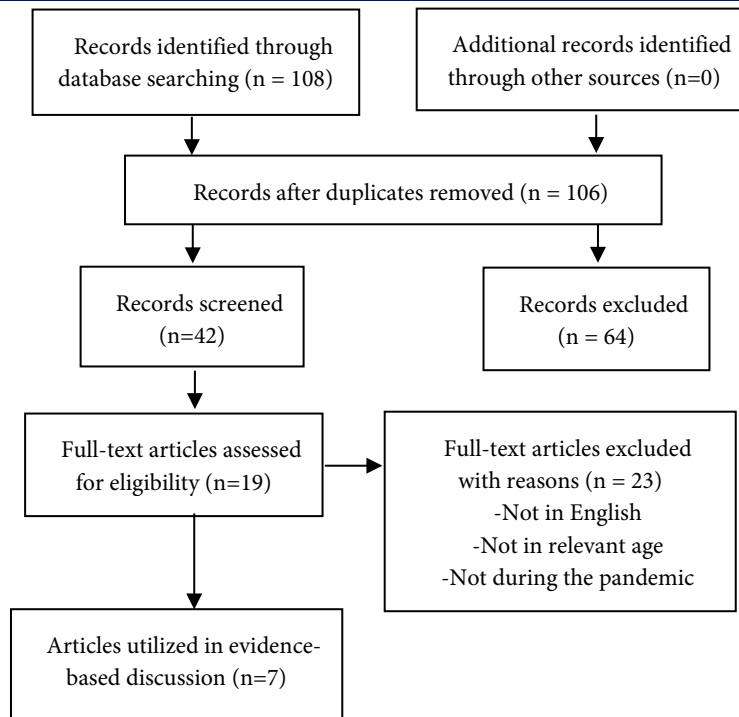 Records identified through
database searching (n = 108)
Additional records identified
through other sources (n=0)
Records after duplicates removed (n = 106)
Records screened
(n=42)
Records excluded
(n = 64)
Full-text articles assessed
for eligibility (n=19)
Full-text articles excluded
with reasons (n = 23)
-Not in English
-Not in relevant age
-Not during the pandemic
Articles utilized in evidence-
based discussion (n=7)